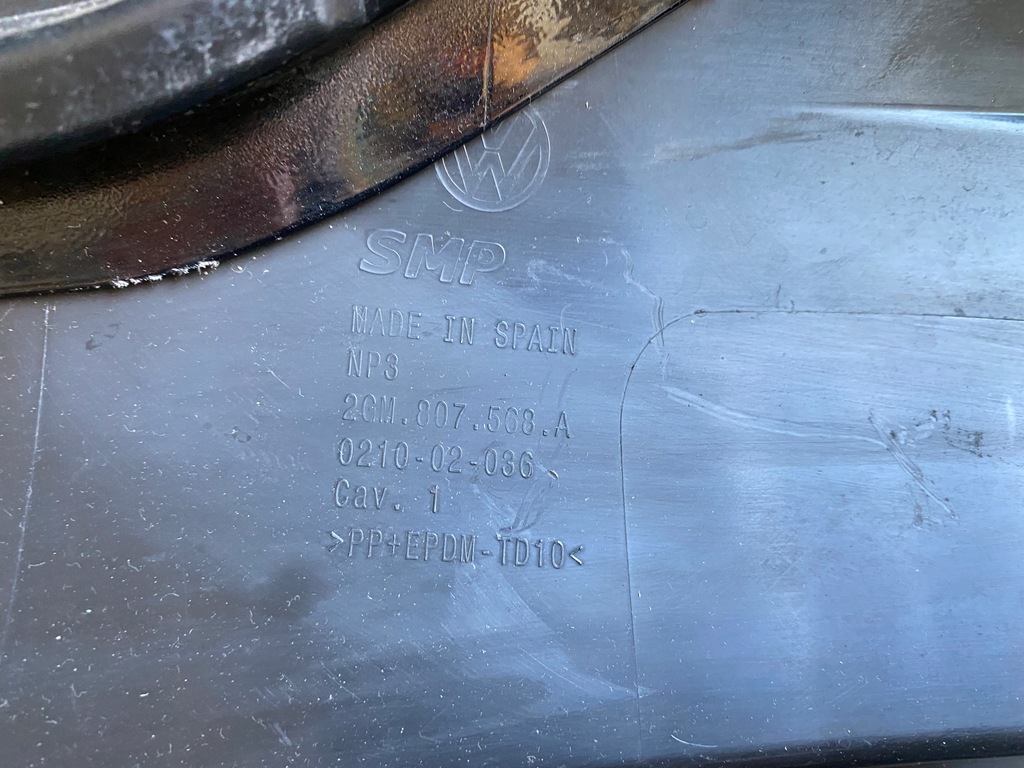 SMP
MADE IN SPAIN
NP3
2GM.807.568.A
0210-02-036
Cav. 1
>PP+EPDM-TD10<